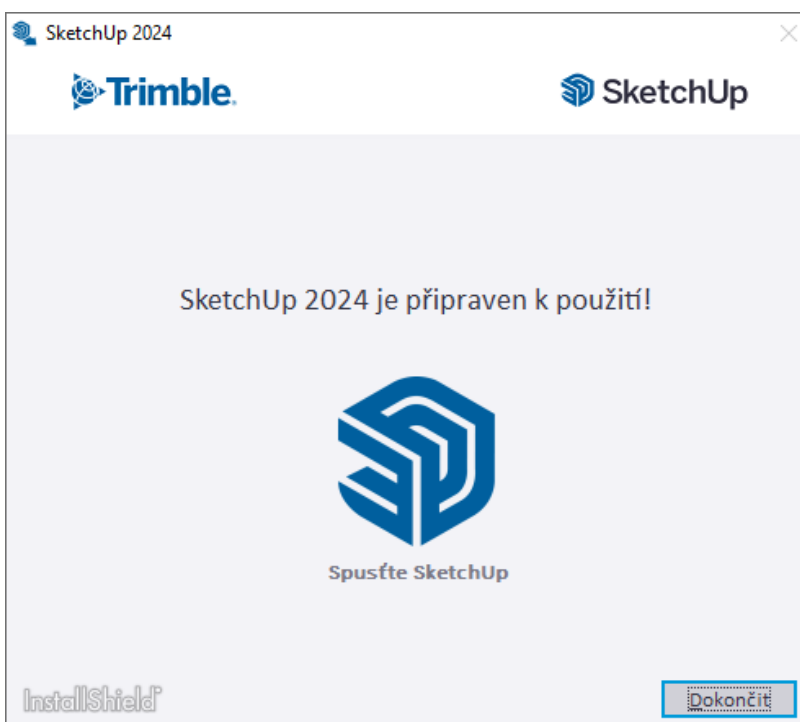 SketchUp 2024
Trimble.
SketchUp
SketchUp 2024 je připraven k použití!
Spusťte SketchUp
InstallShield
Dokončit